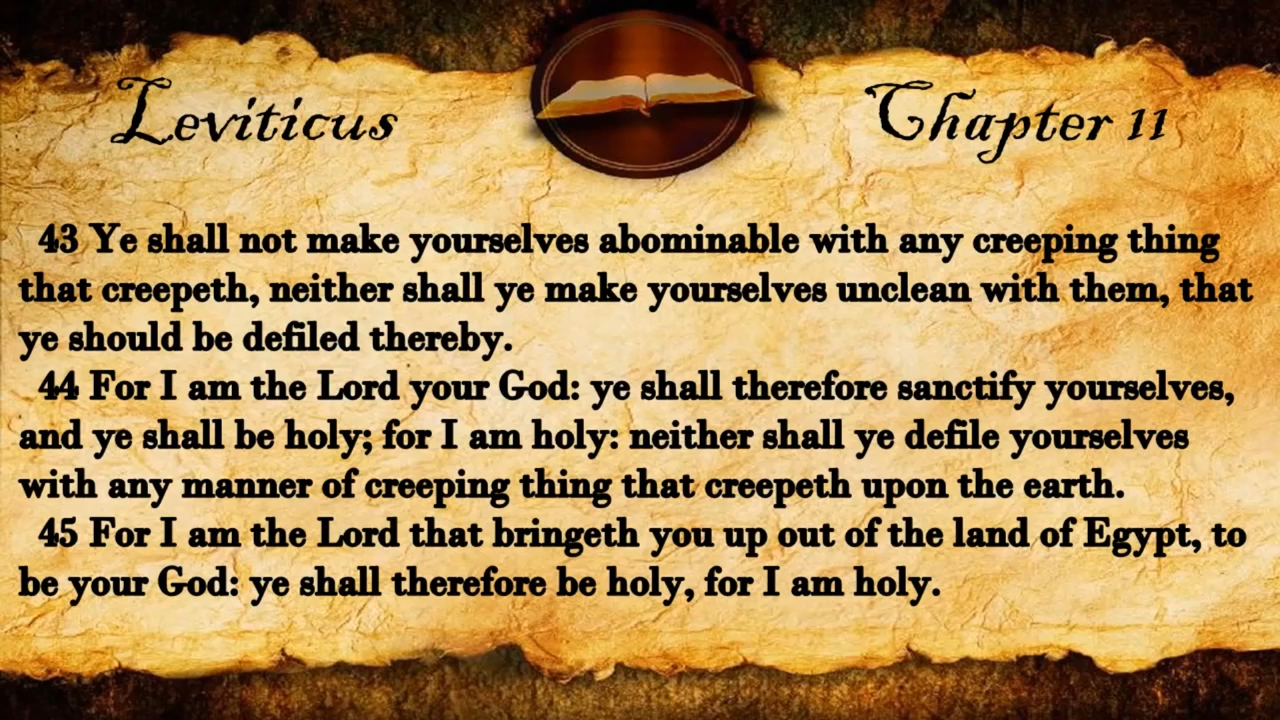 Leviticus
Chapter 11
43 Ye shall not make yourselves abominable with any creeping thing
that creepeth, neither shall ye make yourselves unclean with them, that
ye should be defiled thereby.
44 For I am the Lord your God: ye shall therefore sanctify yourselves,
and ye shall be holy; for I am holy: neither shall ye defile yourselves
with any manner of creeping thing that creepeth upon the earth.
45 For I am the Lord that bringeth you up out of the land of Egypt, to
be your God: ye shall therefore be holy, for I am holy.